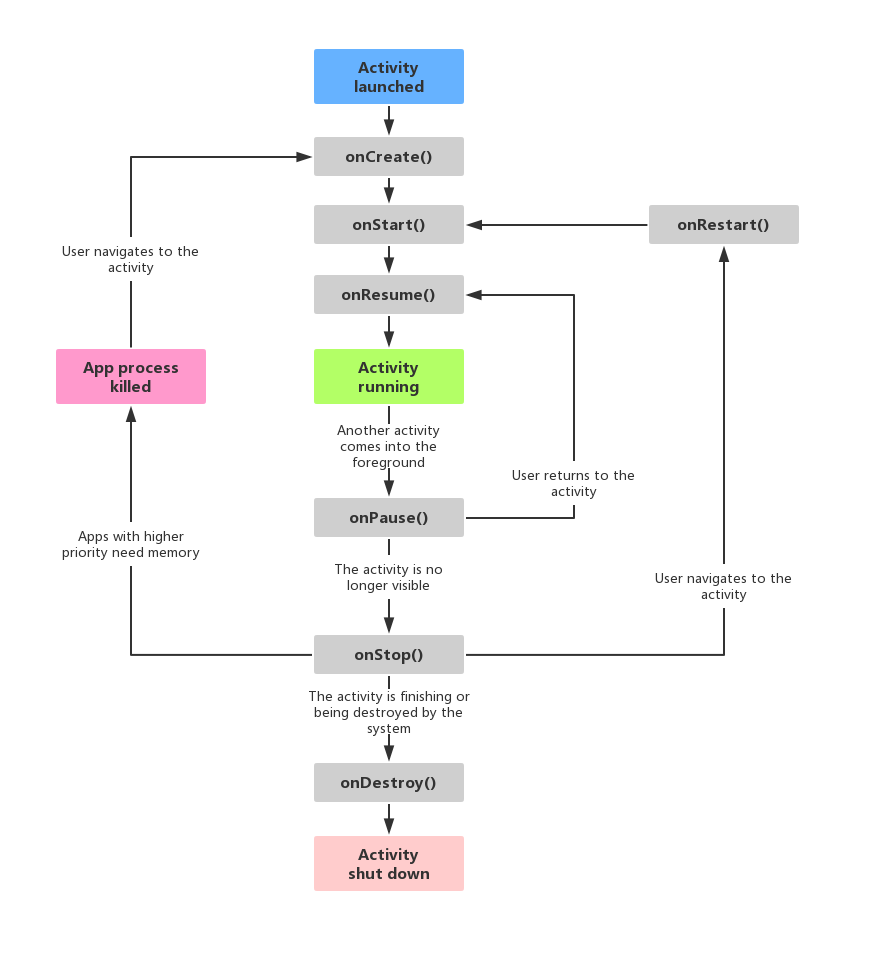 Activity
launched
onCreate()
onStart()
onRestart()
User navigates to the
activity
onResume()
App process
killed
Activity
running
Another activity
comes into the
foreground
User returns to the
activity
onPause()
Apps with higher
priority need memory
The activity is no
longer visible
User navigates to the
activity
onStop()
The activity is finishing or
being destroyed by the
system
onDestroy()
Activity
shut down